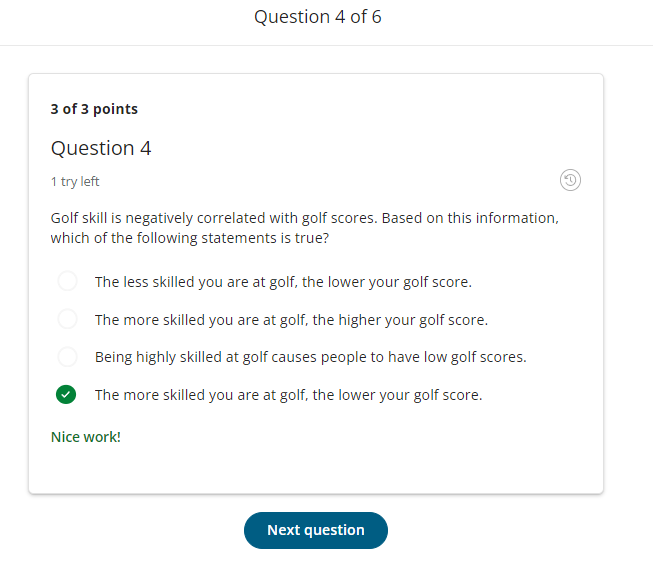 Question 4 of 6
3 of 3 points
Question 4
1 try left
Golf skill is negatively correlated with golf scores. Based on this information,
which of the following statements is true?
The less skilled you are at golf, the lower your golf score.
The more skilled you are at golf, the higher your golf score.
Being highly skilled at golf causes people to have low golf scores.
The more skilled you are at golf, the lower your golf score.
Nice work!
Next question